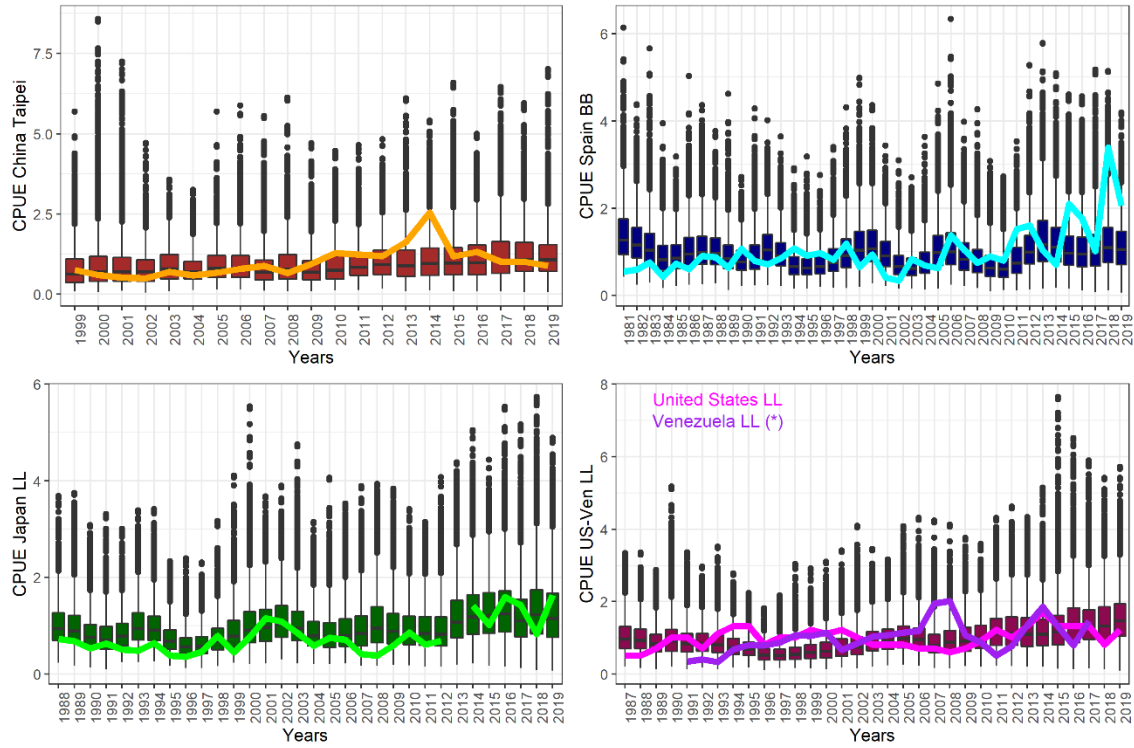 CPUE China Taipei
7.5
5.0
2.5
0.0
1999 2000 2001 2002 2003 2004 2005 2006 2007 2008 2009 2010 2011 2012 2013 2014 2015 2016 2017 2018 2019
Years
CPUE Spain BB
6
4
2
0
1981 1982 1983 1984 1985 1986 1987 1988 1989 1990 1991 1992 1993 1994 1995 1996 1997 1998 1999 2000 2001 2002 2003 2004 2005 2006 2007 2008 2009 2010 2011 2012 2013 2014 2015 2016 2017 2018 2019
Years
CPUE Japan LL
6
4
2
0
1988 1989 1990 1991 1992 1993 1994 1995 1996 1997 1998 1999 2000 2001 2002 2003 2004 2005 2006 2007 2008 2009 2010 2011 2012 2013 2014 2015 2016 2017 2018 2019
Years
CPUE US-Ven LL
8
6
4
2
0
United States LL
Venezuela LL (*)
1987 1988 1989 1990 1991 1992 1993 1994 1995 1996 1997 1998 1999 2000 2001 2002 2003 2004 2005 2006 2007 2008 2009 2010 2011 2012 2013 2014 2015 2016 2017 2018 2019
Years